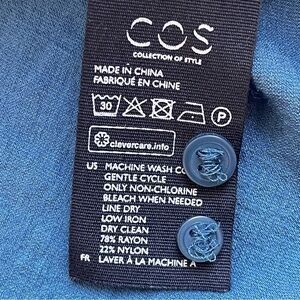 COS
COLLECTION OF STYLE
MADE IN CHINA
FABRIQUÉ EN CHINE
30 P
clevercare.info
US MACHINE WASH
GENTLE CYCLE
ONLY NON-CHLORINE
BLEACH WHEN NEEDED
LINE DRY
LOW IRON
DRY CLEAN
78% RAYON
22% NYLON
FR LAVER À LA MACHINE A